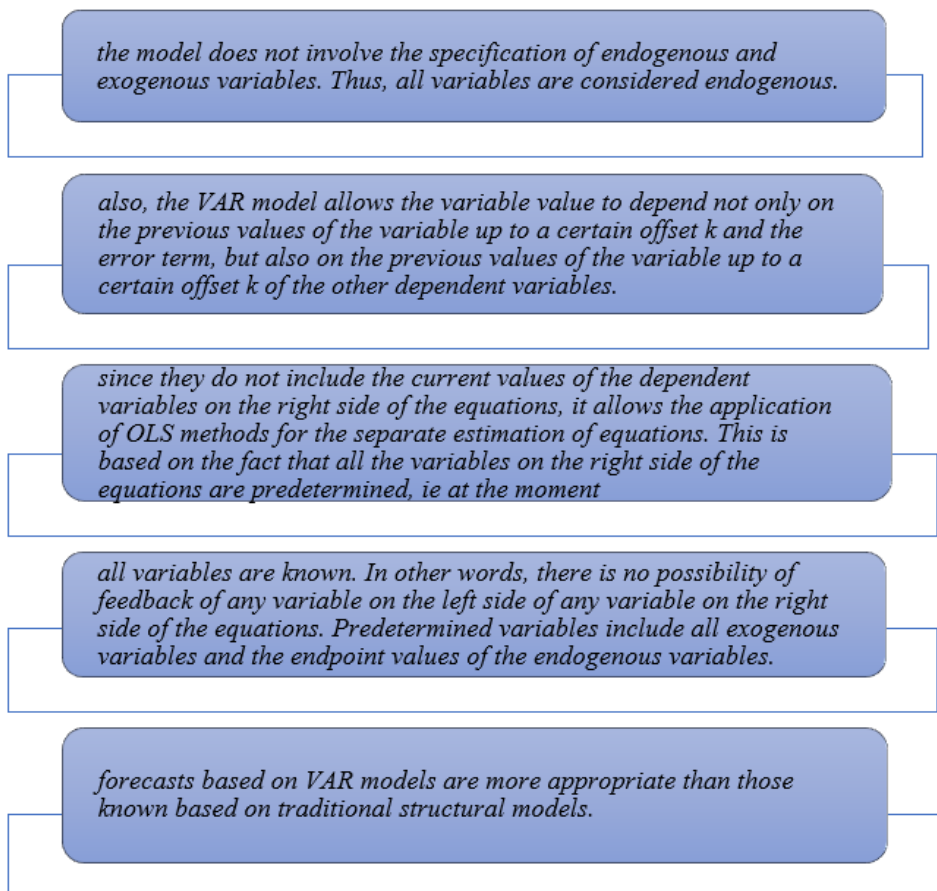 the model does not involve the specification of endogenous and
exogenous variables. Thus, all variables are considered endogenous.
also, the VAR model allows the variable value to depend not only on
the previous values of the variable up to a certain offset k and the
error term, but also on the previous values of the variable up to a
certain offset k of the other dependent variables.
since they do not include the current values of the dependent
variables on the right side of the equations, it allows the application
of OLS methods for the separate estimation of equations. This is
based on the fact that all the variables on the right side of the
equations are predetermined, ie at the moment
all variables are known. In other words, there is no possibility of
feedback of any variable on the left side of any variable on the right
side of the equations. Predetermined variables include all exogenous
variables and the endpoint values of the endogenous variables.
forecasts based on VAR models are more appropriate than those
known based on traditional structural models.